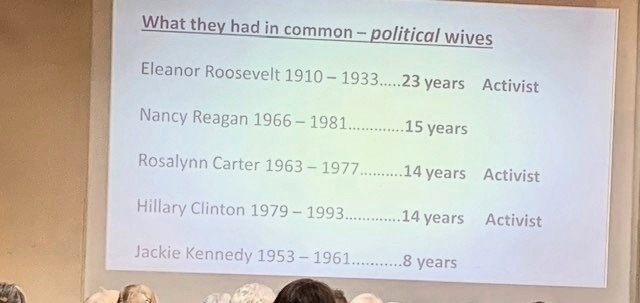 What they had in common – political wives
Eleanor Roosevelt 1910 – 1933.....23 years Activist
Nancy Reagan 1966 – 1981.............15 years
Rosalynn Carter 1963 – 1977..........14 years Activist
Hillary Clinton 1979 – 1993.............14 years Activist
Jackie Kennedy 1953 – 1961...........8 years